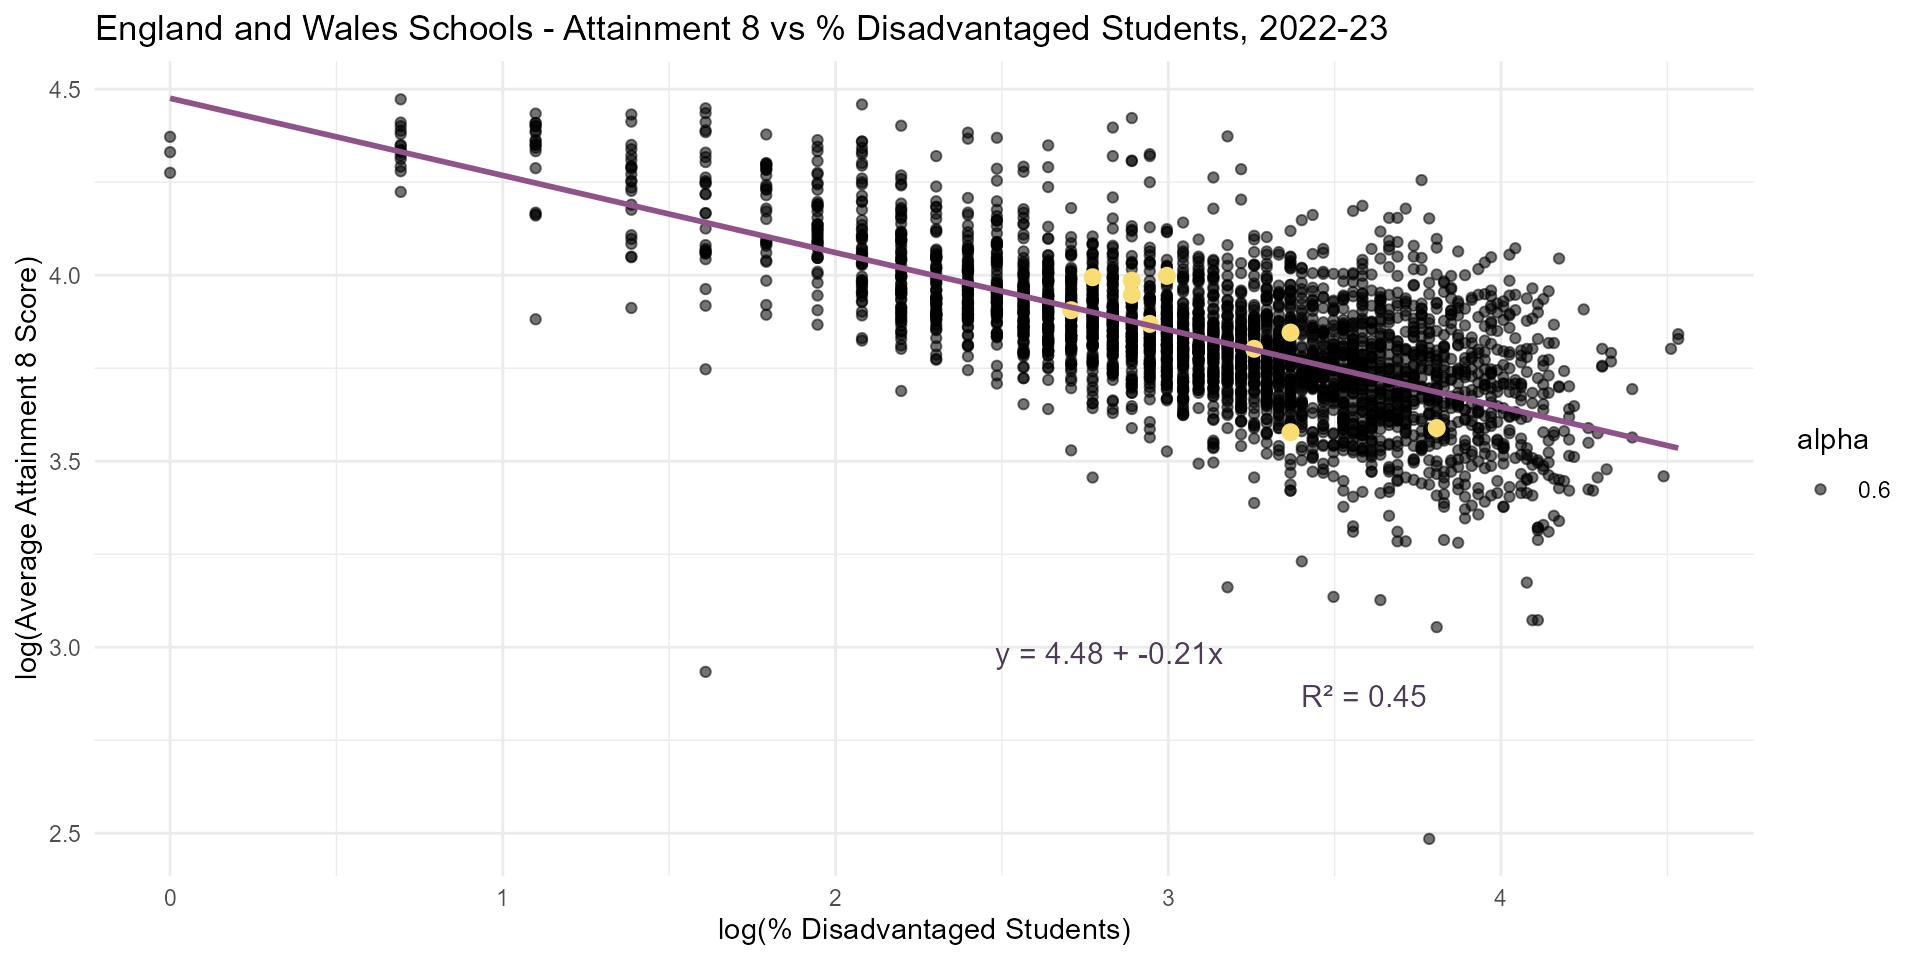 England and Wales Schools - Attainment 8 vs % Disadvantaged Students, 2022-23
log(Average Attainment 8 Score)
4.5
4.0
3.5
3.0
2.5
y = 4.48 + -0.21x
R² = 0.45
0
1
2
3
4
log(% Disadvantaged Students)
alpha
0.6